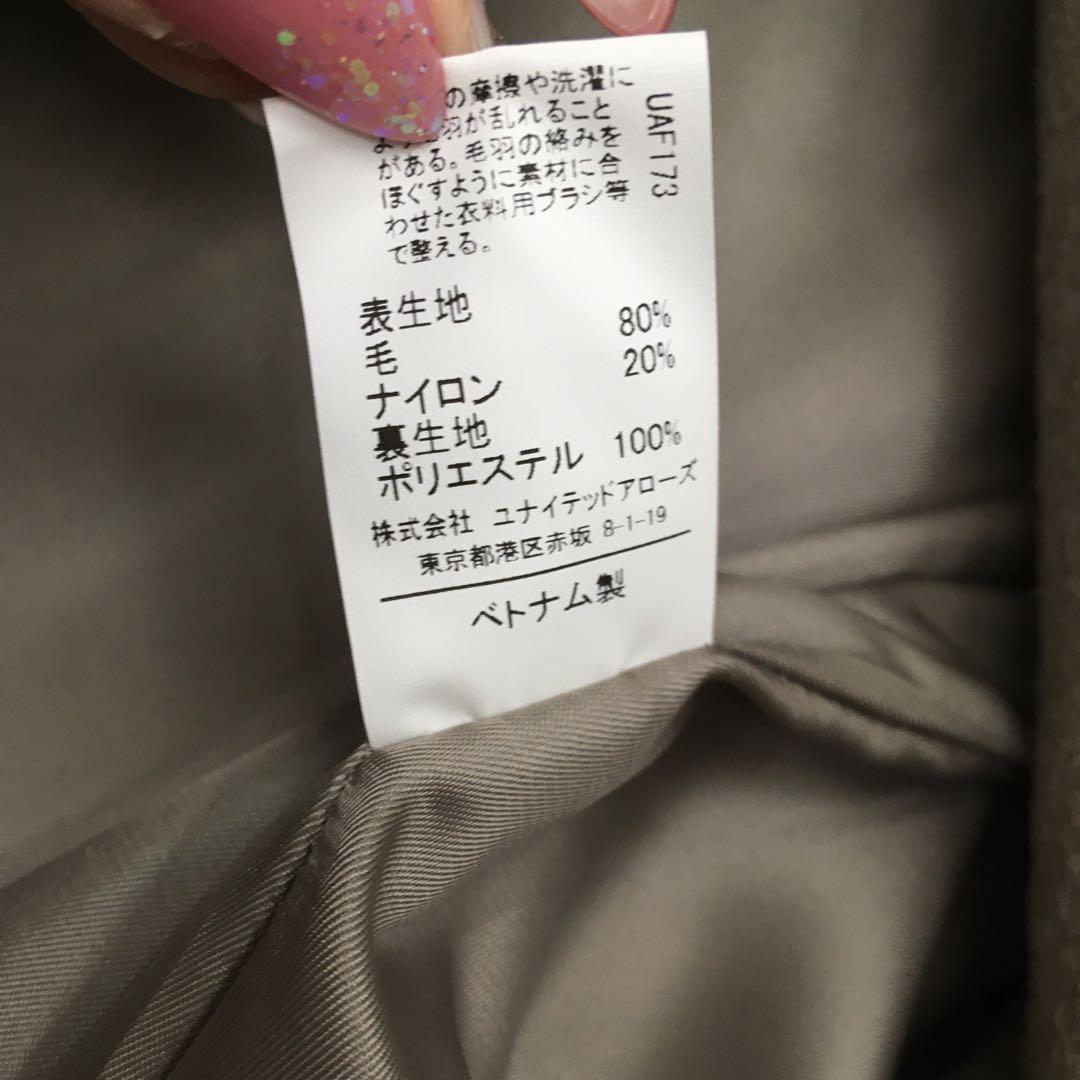 の摩擦や洗濯に
羽が乱れること
がある。毛羽の絡みを
ほぐすように素材に合
わせた衣料用ブラシ等
で整える。
UAF173
表生地
毛 80%
ナイロン 20%
裏生地
ポリエステル 100%
株式会社 ユナイテッドアローズ
東京都港区赤坂 8-1-19
ベトナム製